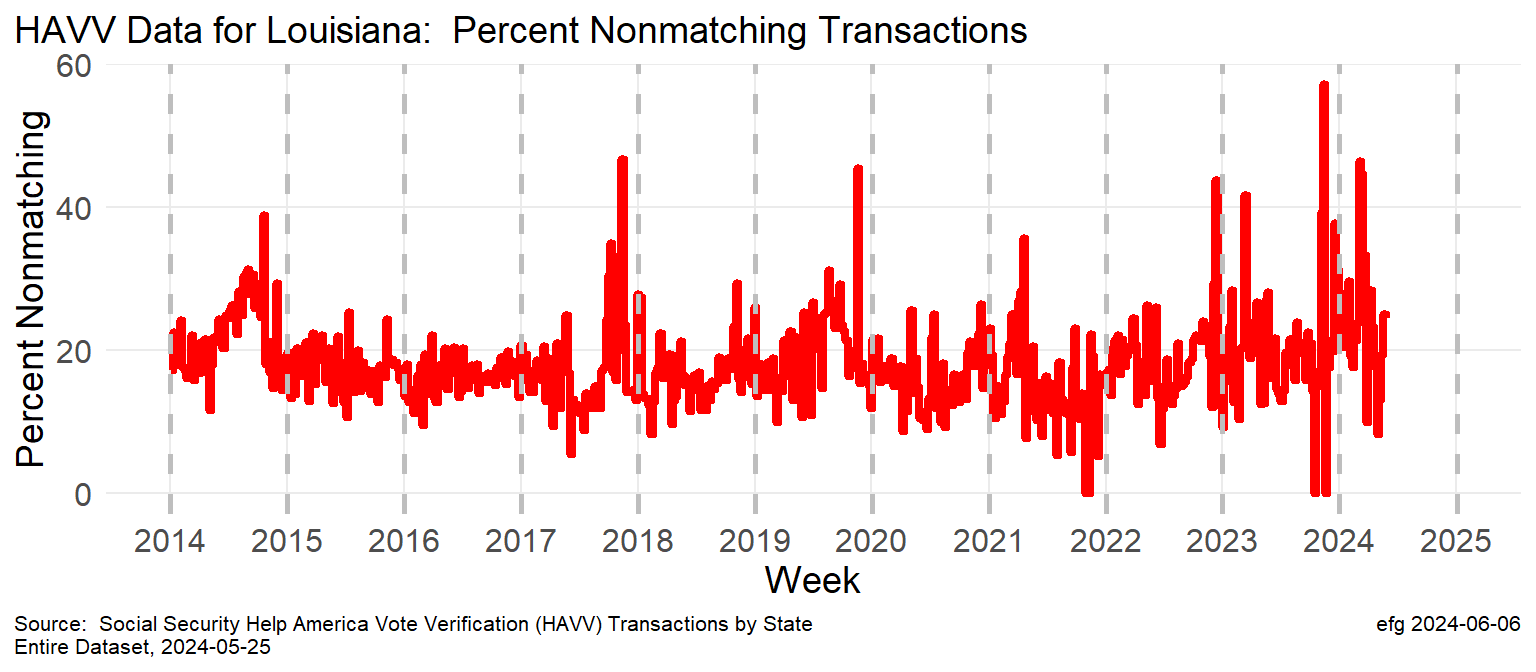 HAVV Data for Louisiana:  Percent Nonmatching Transactions
Percent Nonmatching
60
40
20
0
2014 2015 2016 2017 2018 2019 2020 2021 2022 2023 2024 2025
Week
Source:  Social Security Help America Vote Verification (HAVV) Transactions by State
Entire Dataset, 2024-05-25
efg 2024-06-06